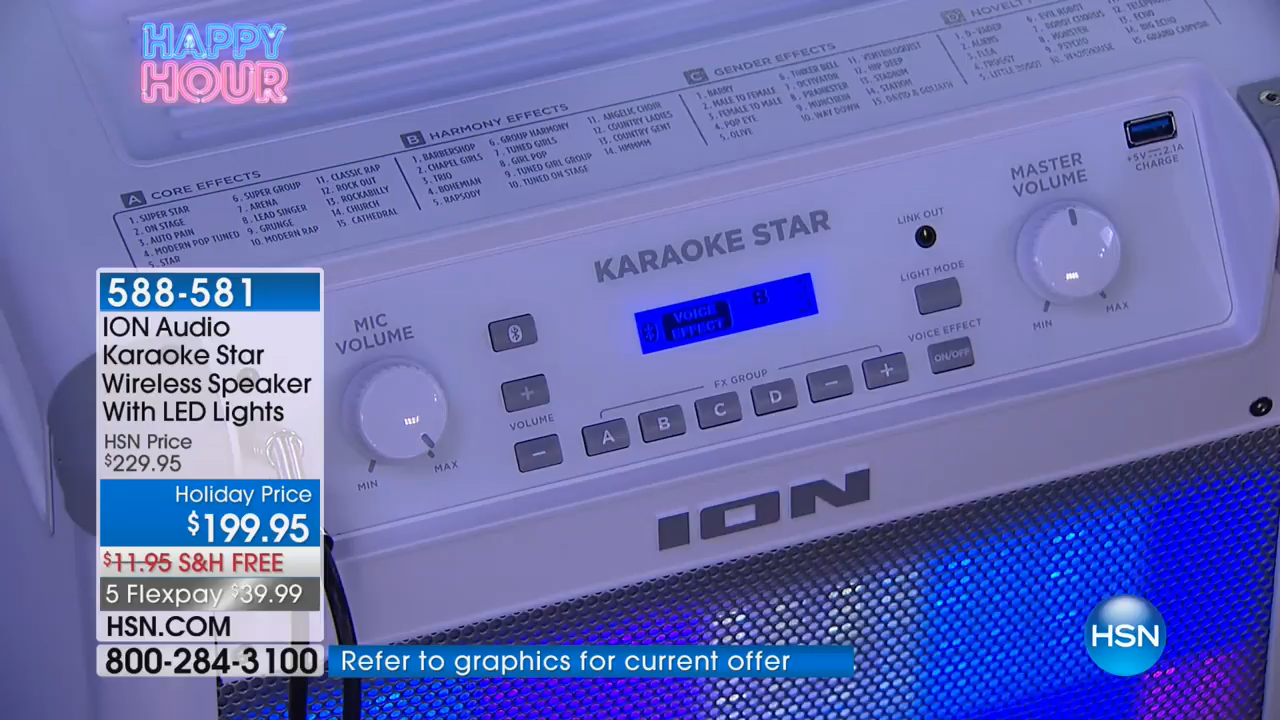 HAPPY
HOUR
A CORE EFFECTS
1. SUPER STAR
2. ON STAGE
3. AUTO PAIN
4. MODERN POP TUNED
5. STAR
6. SUPER GROUP
7. ARENA
8. LEAD SINGER
9. GRUNGE
10. MODERN RAP
11. CLASSIC RAP
12. ROCK OUT
13. ROCKABILLY
14. CHURCH
15. CATHEDRAL
B HARMONY EFFECTS
1. BARBERSHOP
2. CHAPEL GIRLS
3. TRIO
4. BOHEMIAN
5. RAPSODY
6. GROUP HARMONY
7. TUNED GIRLS
8. GIRL POP
9. TUNED GIRL GROUP
10. TUNED ON STAGE
11. ANGELIC CHOIR
12. COUNTRY LADIES
13. COUNTRY GENT
14. HMMMM
C GENDER EFFECTS
1. BARRY
2. MALE TO FEMALE
3. FEMALE TO MALE
4. POP EYE
5. OLIVE
6. TINKER BELL
7. OCTIVATOR
8. PRANKSTER
9. MUNCHKIN
10. WAY DOWN
11. VENTRILOQUIST
12. HIP DEEP
13. STADIUM
14. STATION
15. DAVID & GOLIATH
D NOVELTY
2. ALIENS
3. FLEA
4. FROGGY
5. LITTLE ROBOT
6. EVIL ROBOT
7. ROBOT CHORUS
8. MONSTER
9. PSYCHO
10. WAREHOUSE
13. ECHO
14. BIG ECHO
15. GRAND CANYON
+5V 2.1A
CHARGE
MASTER
VOLUME
MIN
MAX
LINK OUT
LIGHT MODE
VOICE EFFECT
ON/OFF
KARAOKE STAR
VOICE
EFFECT
B
MIC
VOLUME
MIN
MAX
+
VOLUME
−
FX GROUP
A B C D − +
ION
588-581
ION Audio
Karaoke Star
Wireless Speaker
With LED Lights
HSN Price
$229.95
Holiday Price
$199.95
$11.95 S&H FREE
5 Flexpay $39.99
HSN.COM
800-284-3100
Refer to graphics for current offer
HSN